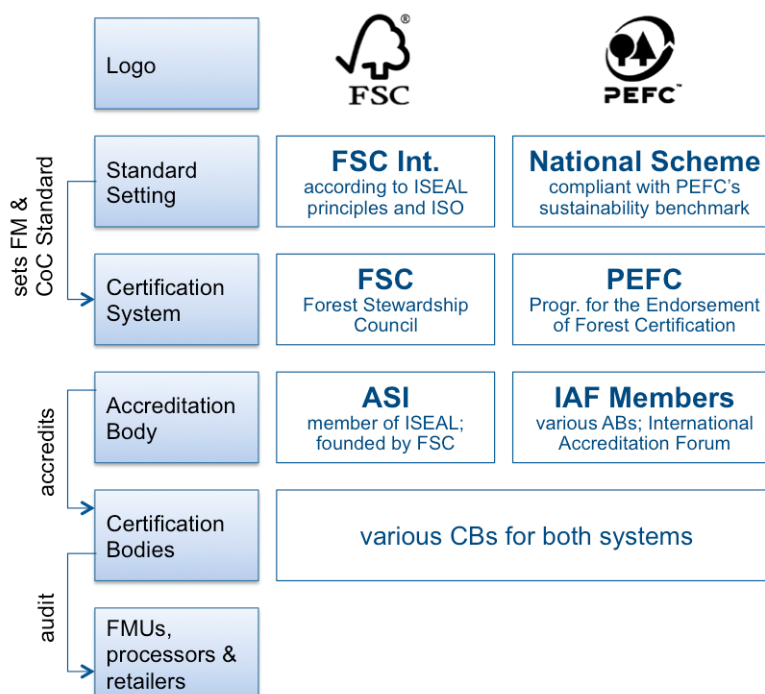 Logo
®
FSC
PEFC™
sets FM &
CoC Standard
Standard
Setting
FSC Int.
according to ISEAL
principles and ISO
National Scheme
compliant with PEFC's
sustainability benchmark
Certification
System
FSC
Forest Stewardship
Council
PEFC
Progr. for the Endorsement
of Forest Certification
accredits
Accreditation
Body
ASI
member of ISEAL;
founded by FSC
IAF Members
various ABs; International
Accreditation Forum
Certification
Bodies
various CBs for both systems
audit
FMUs,
processors &
retailers